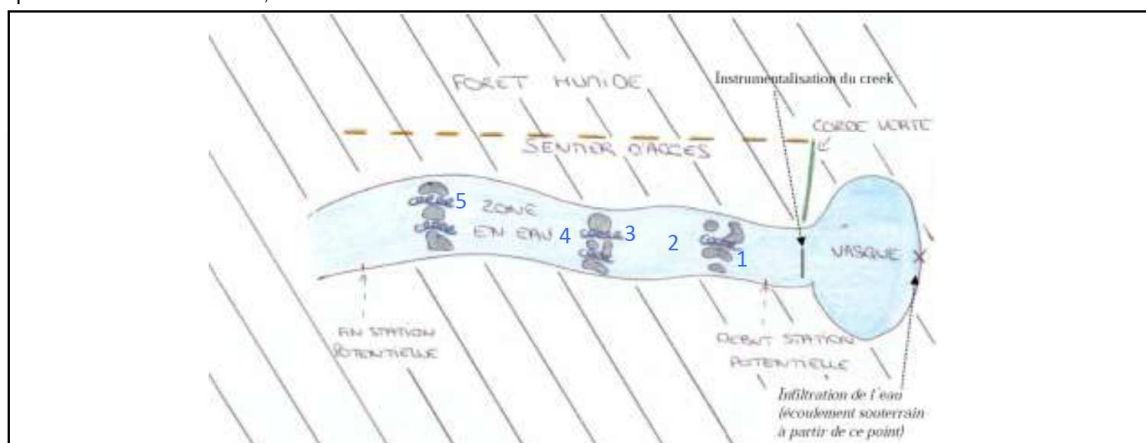 FORET HUMIDE
Instrumentalisation du creek
CORDE VERTE
SENTIER D'ACCES
5 ZONE
EN EAU 4 3 2 1
VASQUE X
FIN STATION
POTENTIELLE
DEBUT STATION
POTENTIELLE
Infiltration de l'eau
(écoulement souterrain
à partir de ce point)